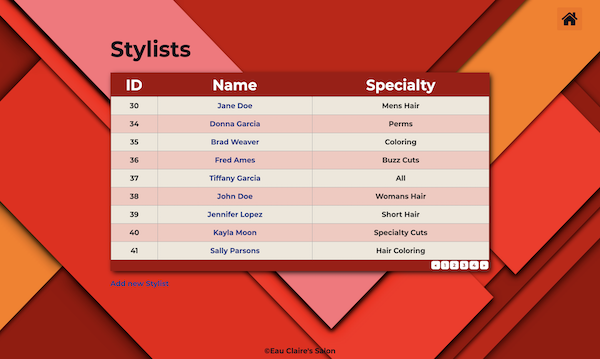 Stylists
ID Name Specialty
30 Jane Doe Mens Hair
34 Donna Garcia Perms
35 Brad Weaver Coloring
36 Fred Ames Buzz Cuts
37 Tiffany Garcia All
38 John Doe Womans Hair
39 Jennifer Lopez Short Hair
40 Kayla Moon Specialty Cuts
41 Sally Parsons Hair Coloring
« 1 2 3 4 »
Add new Stylist
©Eau Claire's Salon